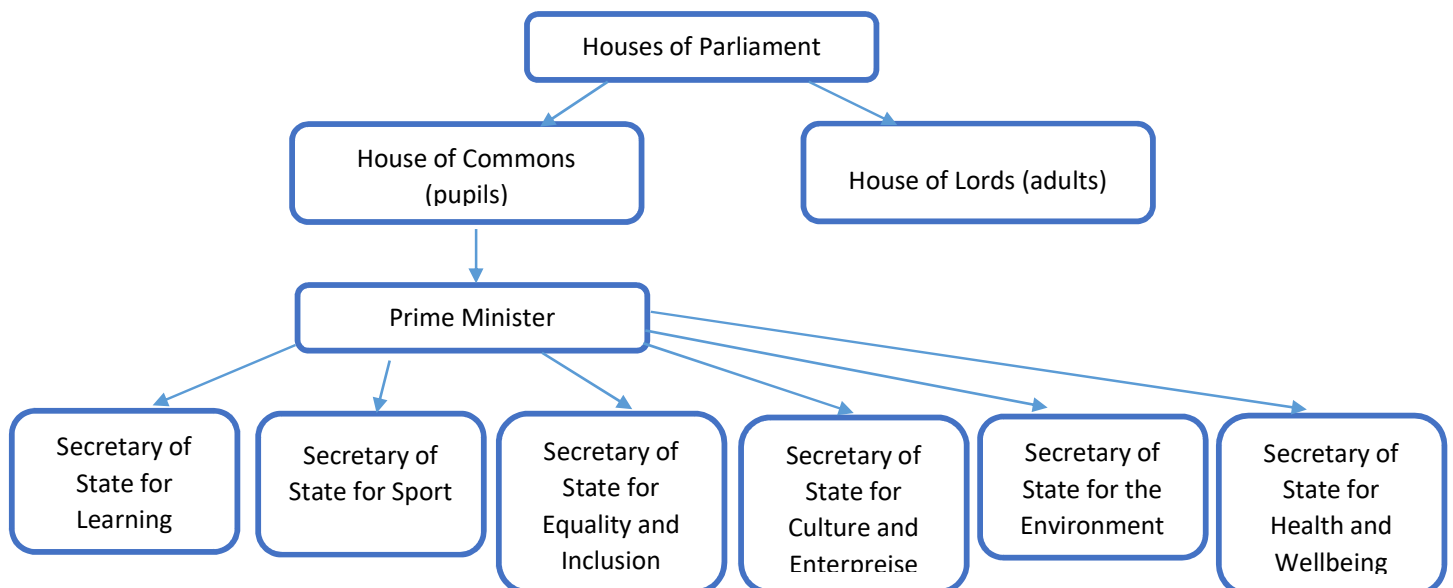 Houses of Parliament
House of Commons
(pupils)
House of Lords (adults)
Prime Minister
Secretary of
State for
Learning
Secretary of
State for Sport
Secretary of
State for
Equality and
Inclusion
Secretary of
State for
Culture and
Enterpreise
Secretary of
State for the
Environment
Secretary of
State for
Health and
Wellbeing